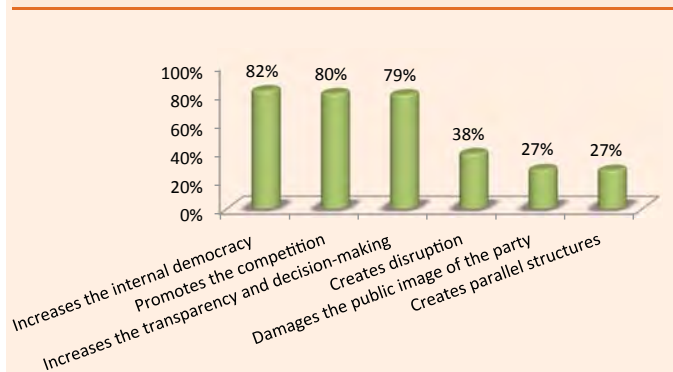 100%
80%
60%
40%
20%
0%
82%
80%
79%
38%
27%
27%
Increases the internal democracy
Promotes the competition
Increases the transparency and decision-making
Creates disruption
Damages the public image of the party
Creates parallel structures